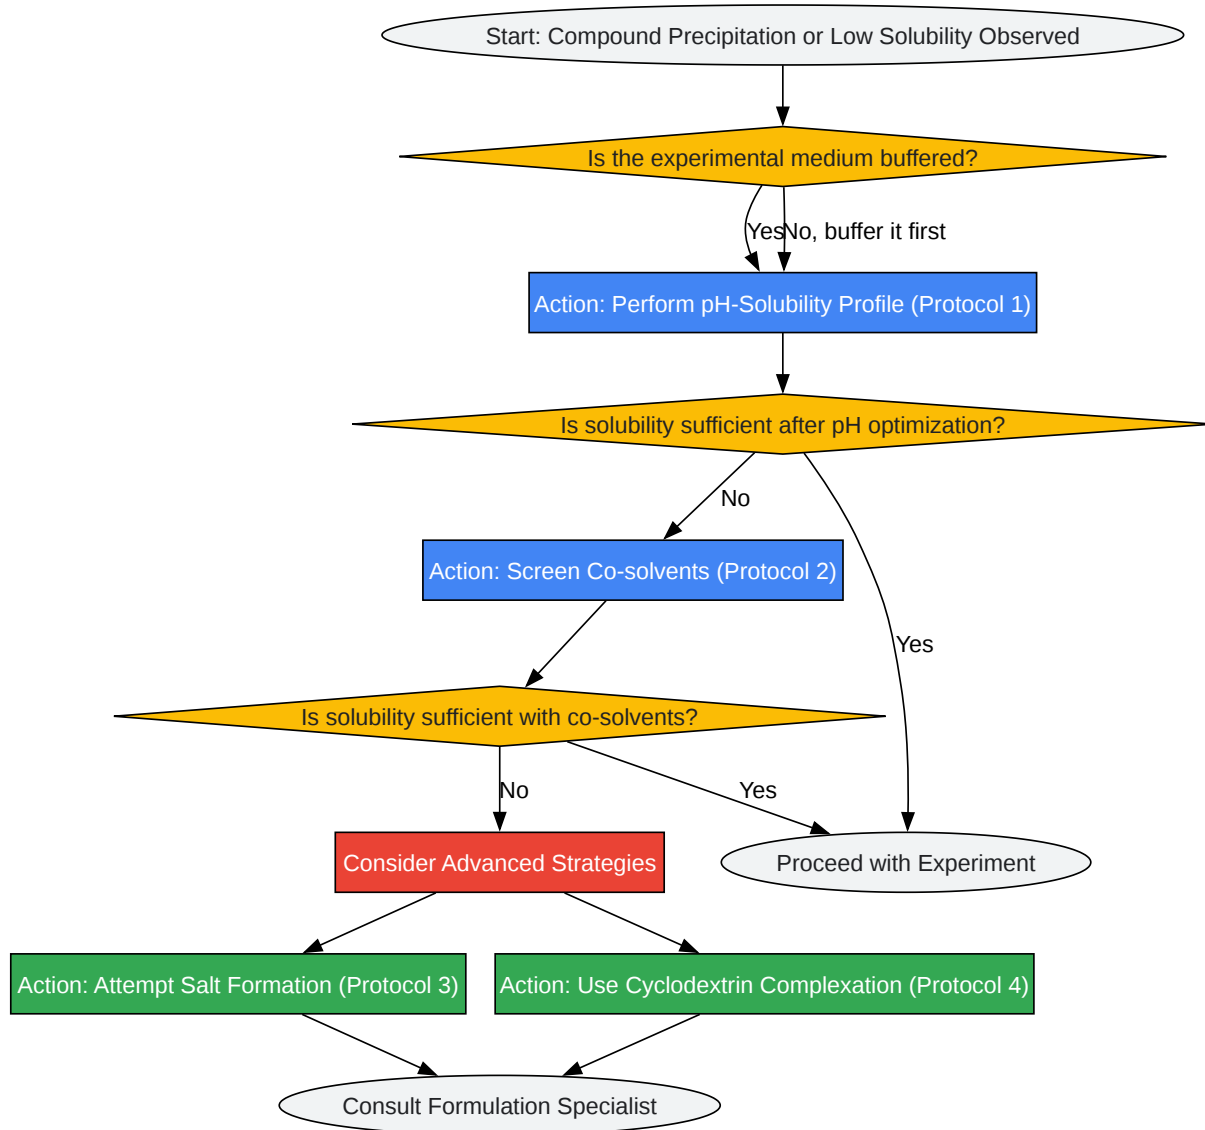 Start: Compound Precipitation or Low Solubility Observed
Is the experimental medium buffered?
Yes
No, buffer it first
Action: Perform pH-Solubility Profile (Protocol 1)
Is solubility sufficient after pH optimization?
No
Action: Screen Co-solvents (Protocol 2)
Yes
Is solubility sufficient with co-solvents?
No
Yes
Consider Advanced Strategies
Proceed with Experiment
Action: Attempt Salt Formation (Protocol 3)
Action: Use Cyclodextrin Complexation (Protocol 4)
Consult Formulation Specialist